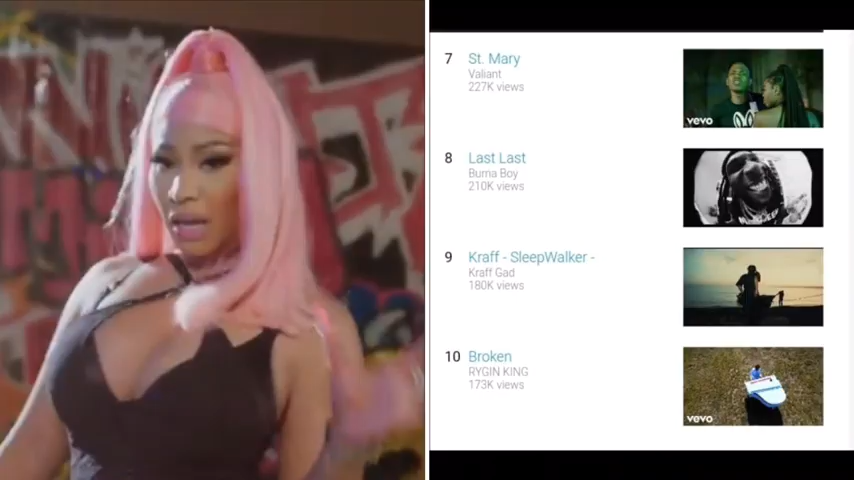 7 St. Mary
Valiant
227K views
vevo
8 Last Last
Burna Boy
210K views
9 Kraff - SleepWalker -
Kraff Gad
180K views
10 Broken
RYGIN KING
173K views
vevo